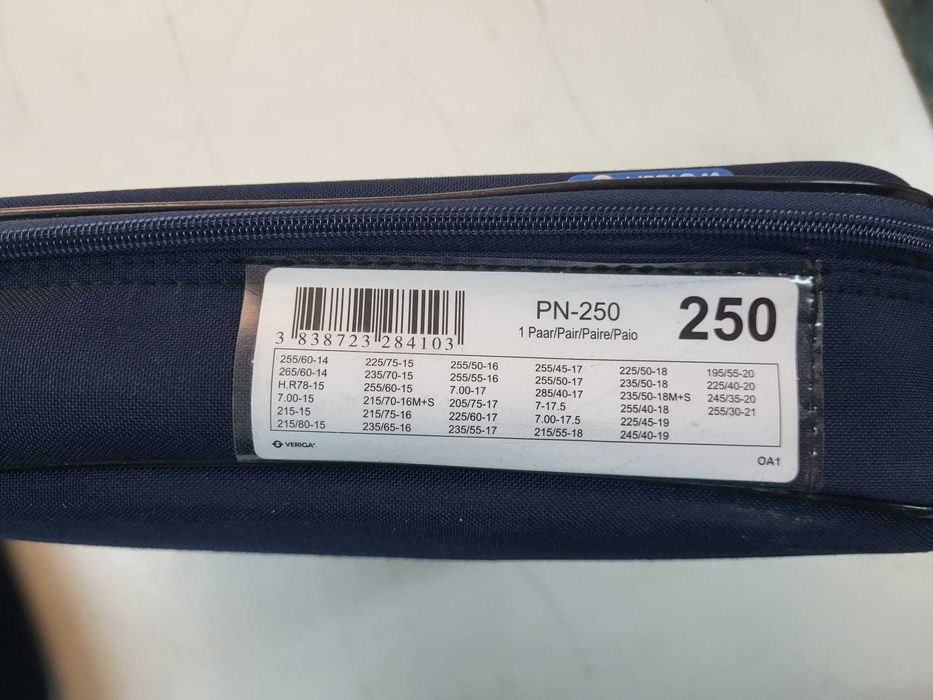 VERIGA
PN-250
250
1 Paar/Pair/Paire/Paio
3 838723 284103
255/60-14 225/75-15 255/50-16 255/45-17 225/50-18 195/55-20
265/60-14 235/70-15 255/55-16 255/50-17 235/50-18 225/40-20
H.R78-15 255/60-15 7.00-17 285/40-17 235/50-18M+S 245/35-20
7.00-15 215/70-16M+S 205/75-17 7-17.5 255/40-18 255/30-21
215-15 215/75-16 225/60-17 7.00-17.5 225/45-19
215/80-15 235/65-16 235/55-17 215/55-18 245/40-19
VERIGA
OA1